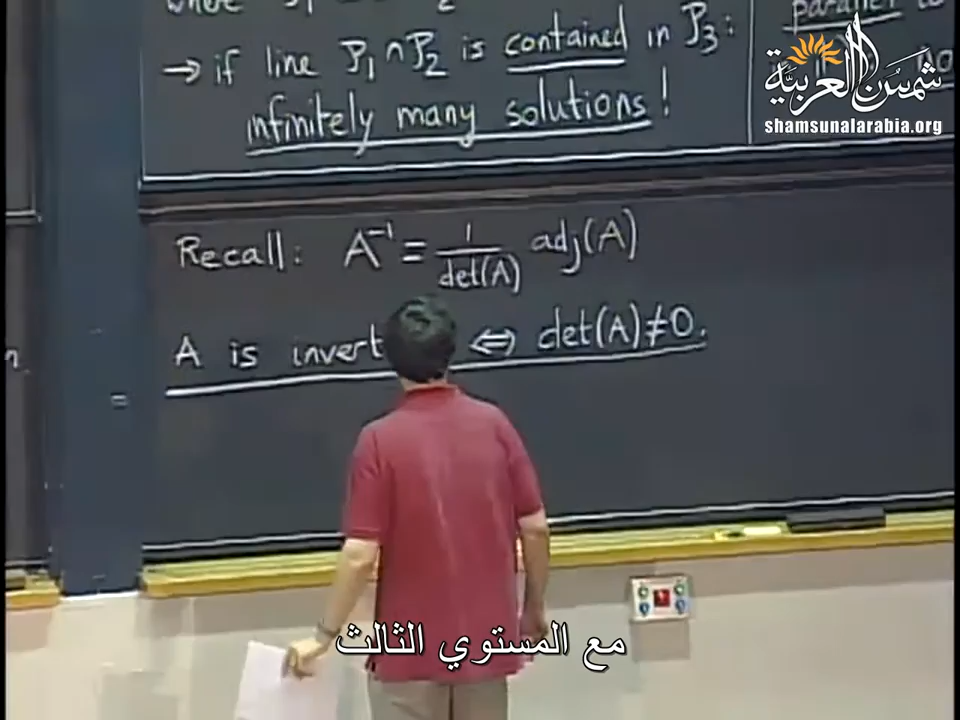 where
→ if line P₁∩P₂ is contained in P₃:
infinitely many solutions!
شمس العربية
shamsunalarabia.org
Recall: A⁻¹ = 1/det(A) adj(A)
A is invert ⇔ det(A)≠0.
مع المستوي الثالث